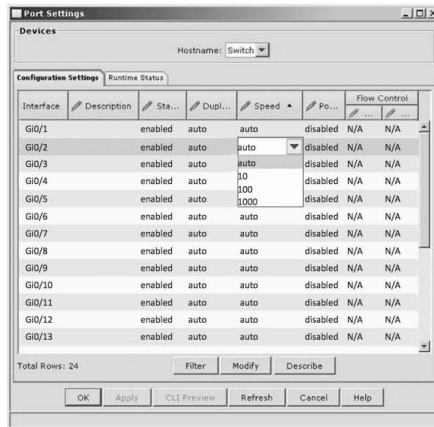 Port Settings
Devices
Hostname: Switch
Configuration Settings Runtime Status
Flow Control
Interface Description Sta... Dupl... Speed Po... ... ...
Gi0/1 enabled auto auto disabled N/A N/A
Gi0/2 enabled auto auto disabled N/A N/A
Gi0/3 enabled auto auto disabled N/A N/A
Gi0/4 enabled auto 10 disabled N/A N/A
100
Gi0/5 enabled auto 1000 disabled N/A N/A
Gi0/6 enabled auto auto disabled N/A N/A
Gi0/7 enabled auto auto disabled N/A N/A
Gi0/8 enabled auto auto disabled N/A N/A
Gi0/9 enabled auto auto disabled N/A N/A
Gi0/10 enabled auto auto disabled N/A N/A
Gi0/11 enabled auto auto disabled N/A N/A
Gi0/12 enabled auto auto disabled N/A N/A
Gi0/13 enabled auto auto disabled N/A N/A
Total Rows: 24 Filter Modify Describe
OK Apply CLI Preview Refresh Cancel Help